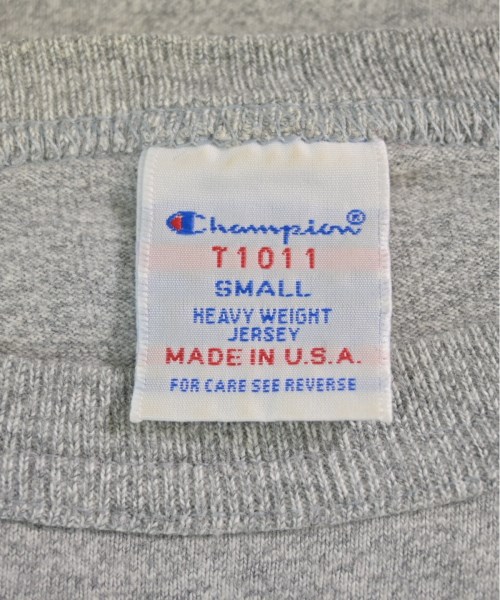 Champion®
T1011
SMALL
HEAVY WEIGHT
JERSEY
MADE IN U.S.A.
FOR CARE SEE REVERSE